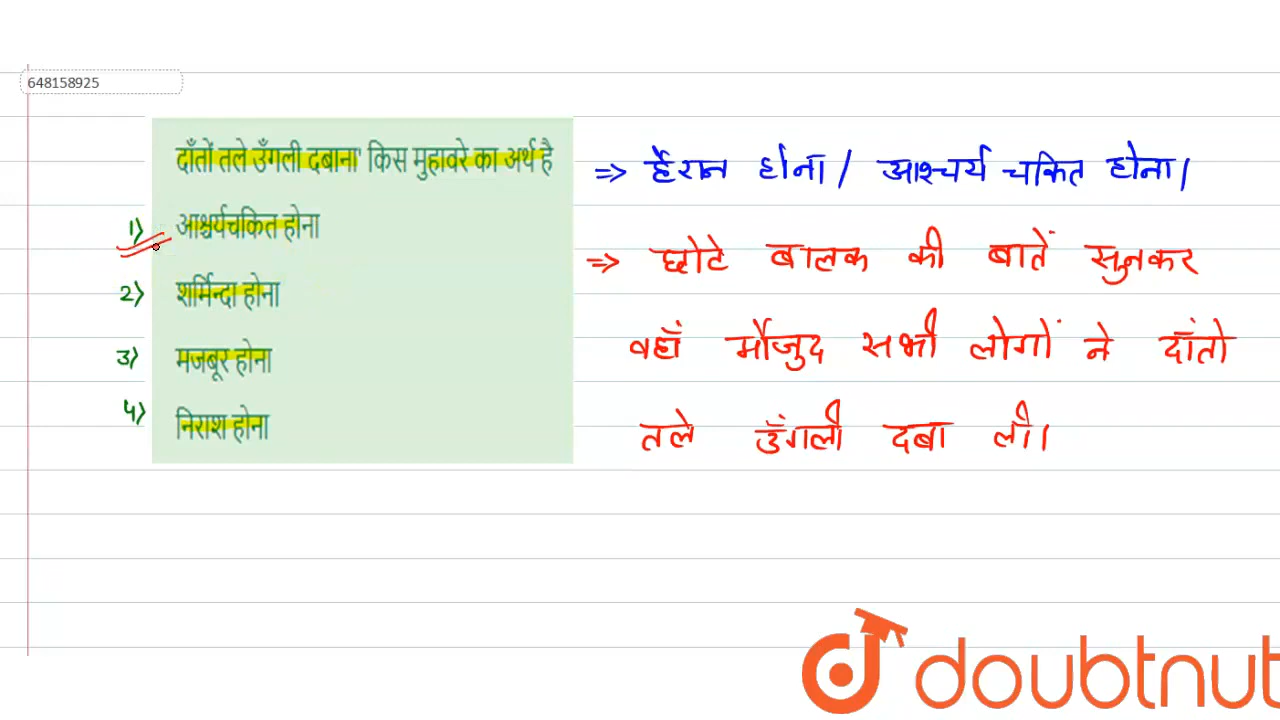 648158925
दाँतों तले उँगली दबाना' किस मुहावरे का अर्थ है
1) आश्चर्यचकित होना
2) शर्मिन्दा होना
3) मजबूर होना
4) निराश होना
⇒ हैरान होना/ आश्चर्य चकित होना।
⇒ छोटे बालक की बातें सुनकर
वहाँ मौजुद सभी लोगों ने दांतो
तले उँगली दबा ली।
doubtnut